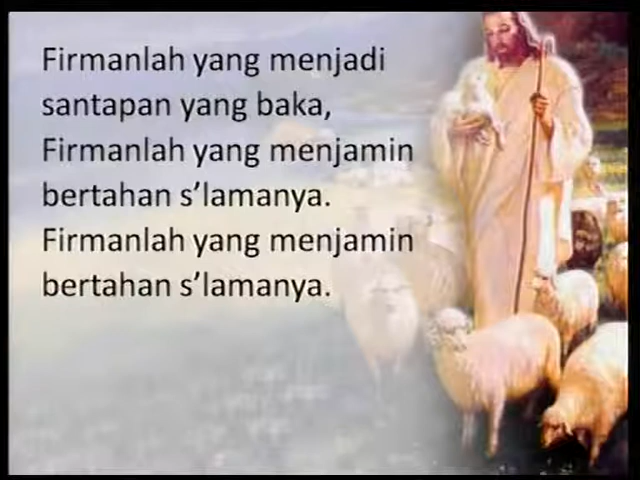 Firmanlah yang menjadi
santapan yang baka,
Firmanlah yang menjamin
bertahan s’lamanya.
Firmanlah yang menjamin
bertahan s’lamanya.